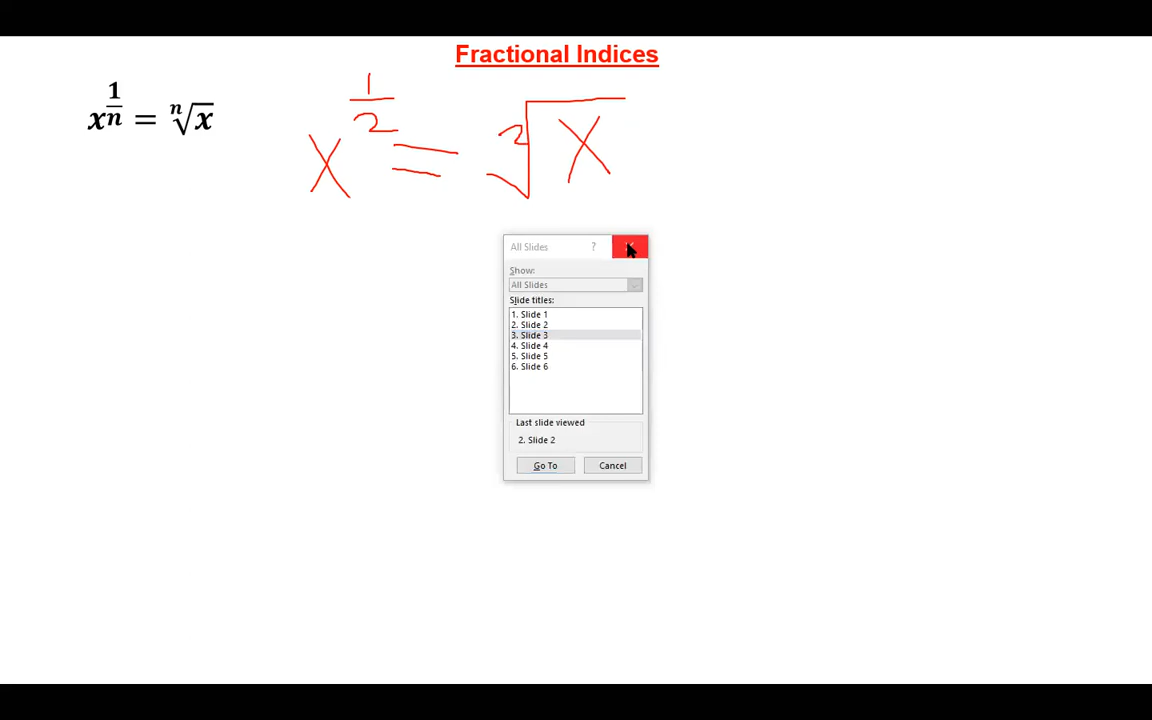 Fractional Indices
x^{1/n} = ⁿ√x
x^{1/2} = ²√x
All Slides ?
Show:
All Slides
Slide titles:
1. Slide 1
2. Slide 2
3. Slide 3
4. Slide 4
5. Slide 5
6. Slide 6
Last slide viewed
2. Slide 2
Go To Cancel